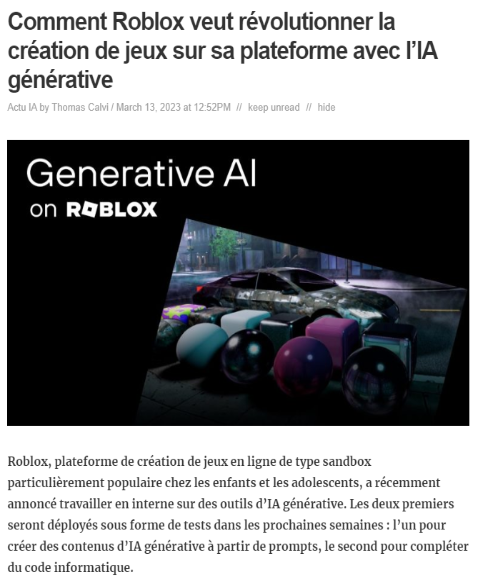 Comment Roblox veut révolutionner la
création de jeux sur sa plateforme avec l'IA
générative
Actu IA by Thomas Calvi / March 13, 2023 at 12:52PM // keep unread // hide
Generative AI
on ROBLOX
Roblox, plateforme de création de jeux en ligne de type sandbox
particulièrement populaire chez les enfants et les adolescents, a récemment
annoncé travailler en interne sur des outils d'IA générative. Les deux premiers
seront déployés sous forme de tests dans les prochaines semaines : l'un pour
créer des contenus d'IA générative à partir de prompts, le second pour compléter
du code informatique.